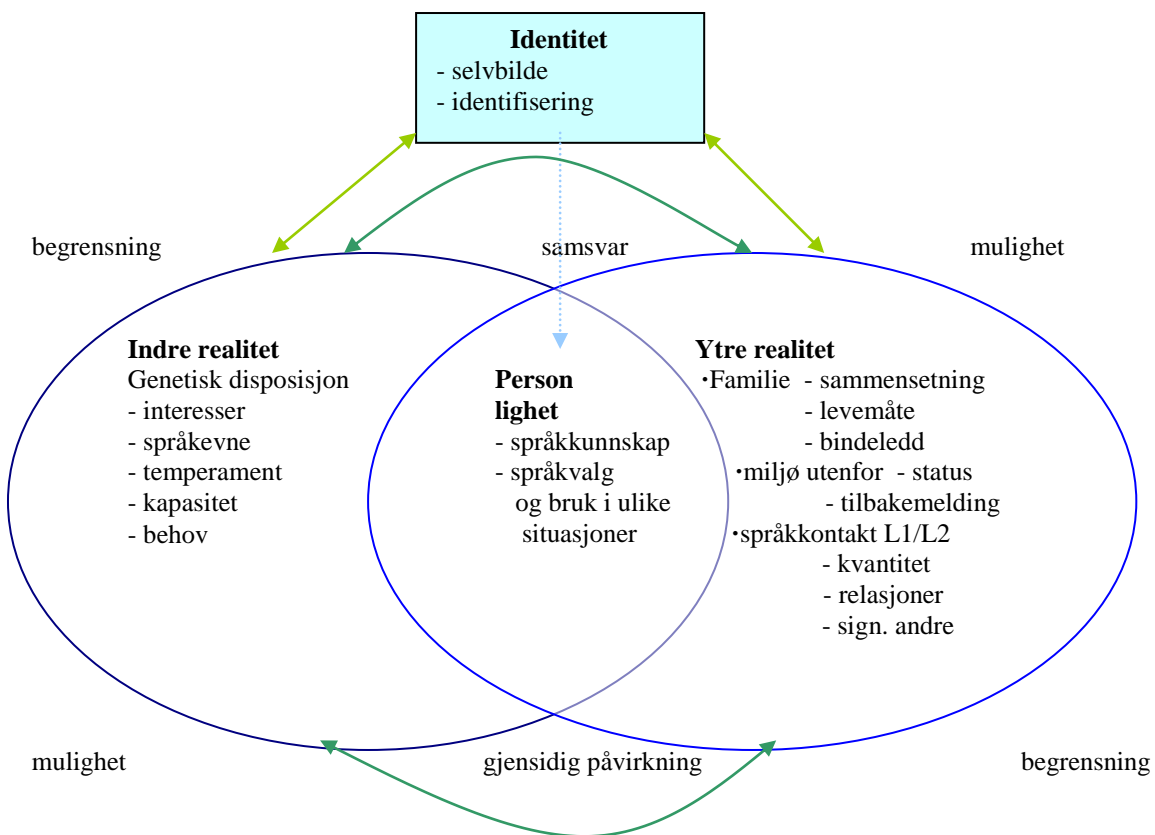 Identitet
- selvbilde
- identifisering
begrensning
samsvar
mulighet
Indre realitet
Genetisk disposisjon
- interesser
- språkevne
- temperament
- kapasitet
- behov
Person
lighet
- språkkunnskap
- språkvalg
og bruk i ulike
situasjoner
Ytre realitet
·Familie - sammensetning
- levemåte
- bindeledd
·miljø utenfor - status
- tilbakemelding
·språkkontakt L1/L2
- kvantitet
- relasjoner
- sign. andre
mulighet
gjensidig påvirkning
begrensning